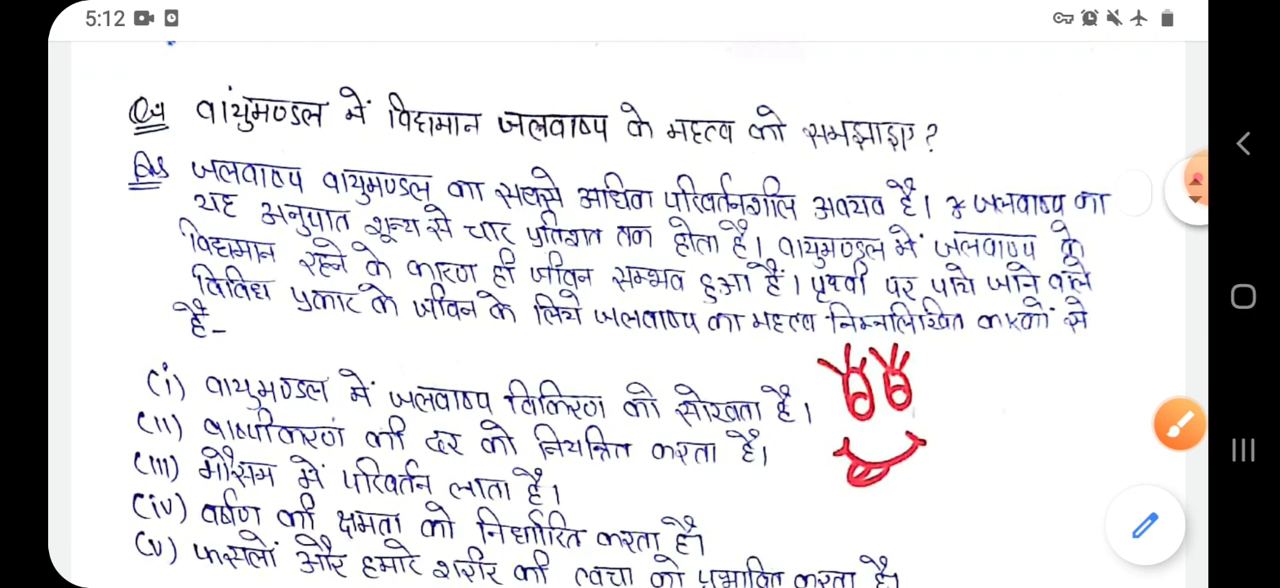 5:12
Q1 वायुमण्डल में विद्यमान जलवाष्प के महत्व को समझाइए?
Ans जलवाष्प वायुमण्डल का सबसे अधिक परिवर्तनशील अवयव है। जलवाष्प का
यह अनुपात शून्य से चार प्रतिशत तक होता है। वायुमण्डल में जलवाष्प के
विद्यमान रहने के कारण ही जीवन सम्भव हुआ है। पृथ्वी पर पाये जाने वाले
विविध प्रकार के जीवन के लिये जलवाष्प का महत्व निम्नलिखित कारकों से
है-
(i) वायुमण्डल में जलवाष्प विकिरण को सोखता है।
(ii) वाष्पीकरण की दर को नियन्त्रित करता है।
(iii) मौसम में परिवर्तन लाता है।
(iv) वर्षण की क्षमता को निर्धारित करता है।
(v) फसलों और हमारे शरीर की त्वचा को प्रभावित करता है।